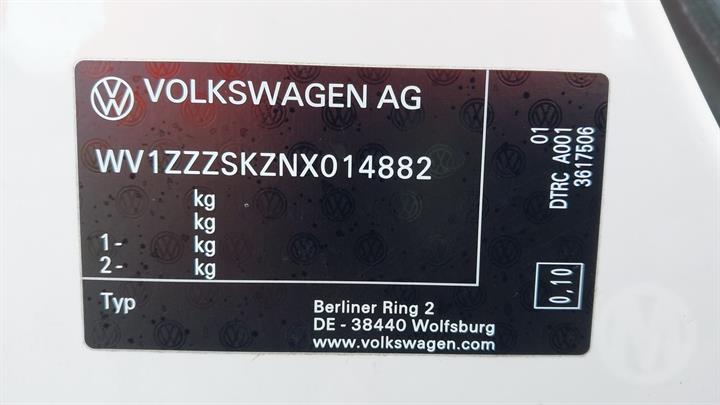 VOLKSWAGEN AG
WV1ZZZSKZNX014882
kg
kg
1- kg
2- kg
Typ
Berliner Ring 2
DE - 38440 Wolfsburg
www.volkswagen.com
01
DTRC A001
3617506
0,10